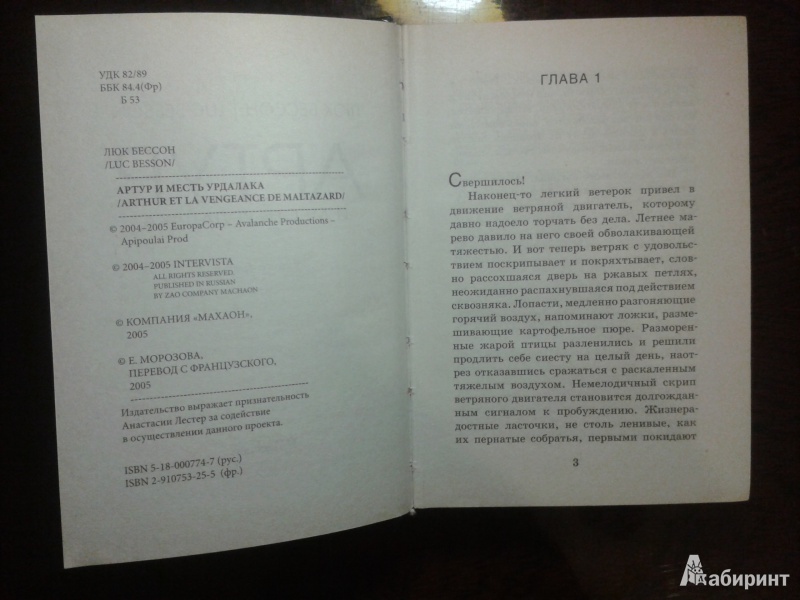 УДК 82/89
ББК 84.4(Фр)
Б 53
ЛЮК БЕССОН
/LUC BESSON/
АРТУР И МЕСТЬ УРДАЛАКА
/ARTHUR ET LA VENGEANCE DE MALTAZARD/
© 2004–2005 EuropaCorp – Avalanche Productions –
Apipoulai Prod
© 2004–2005 INTERVISTA
ALL RIGHTS RESERVED.
PUBLISHED IN RUSSIAN
BY ZAO COMPANY MACHAON
© КОМПАНИЯ «МАХАОН»,
2005
© Е. МОРОЗОВА,
ПЕРЕВОД С ФРАНЦУЗСКОГО,
2005
Издательство выражает признательность
Анастасии Лестер за содействие
в осуществлении данного проекта.
ISBN 5-18-000774-7 (рус.)
ISBN 2-910753-25-5 (фр.)
ГЛАВА 1
Свершилось!
Наконец-то легкий ветерок привел в
движение ветряной двигатель, которому
давно надоело торчать без дела. Летнее ма-
рево давило на него своей обволакивающей
тяжестью. И вот теперь ветряк с удовольс-
твием поскрипывает и покряхтывает, слов-
но рассохшаяся дверь на ржавых петлях,
неожиданно распахнувшаяся под действием
сквозняка. Лопасти, медленно разгоняющие
горячий воздух, напоминают ложки, разме-
шивающие картофельное пюре. Разморен-
ные жарой птицы разленились и решили
продлить себе сиесту на целый день, наот-
рез отказавшись сражаться с раскаленным
тяжелым воздухом. Немелодичный скрип
ветряного двигателя становится долгождан-
ным сигналом к пробуждению. Жизнера-
достные ласточки, не столь ленивые, как
их пернатые собратья, первыми покидают
3
Лабиринт